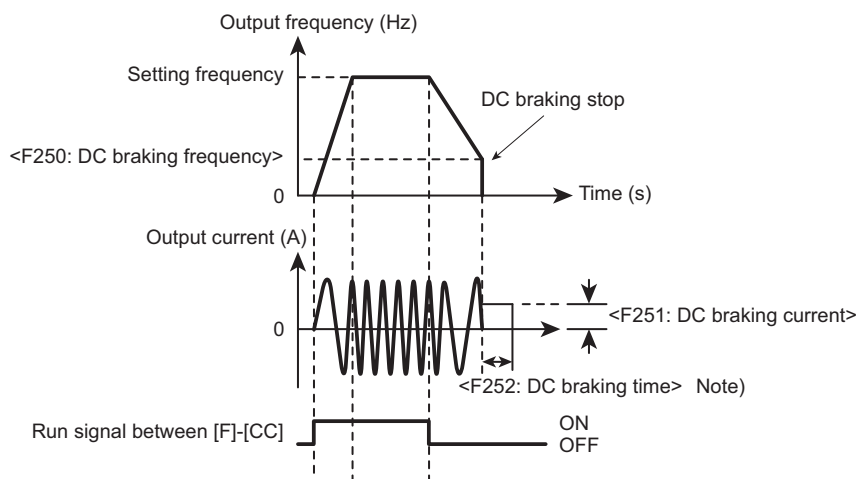 Output frequency (Hz)
Setting frequency
DC braking stop
<F250: DC braking frequency>
0
Time (s)
Output current (A)
0
<F251: DC braking current>
<F252: DC braking time> Note)
Run signal between [F]-[CC]
ON
OFF